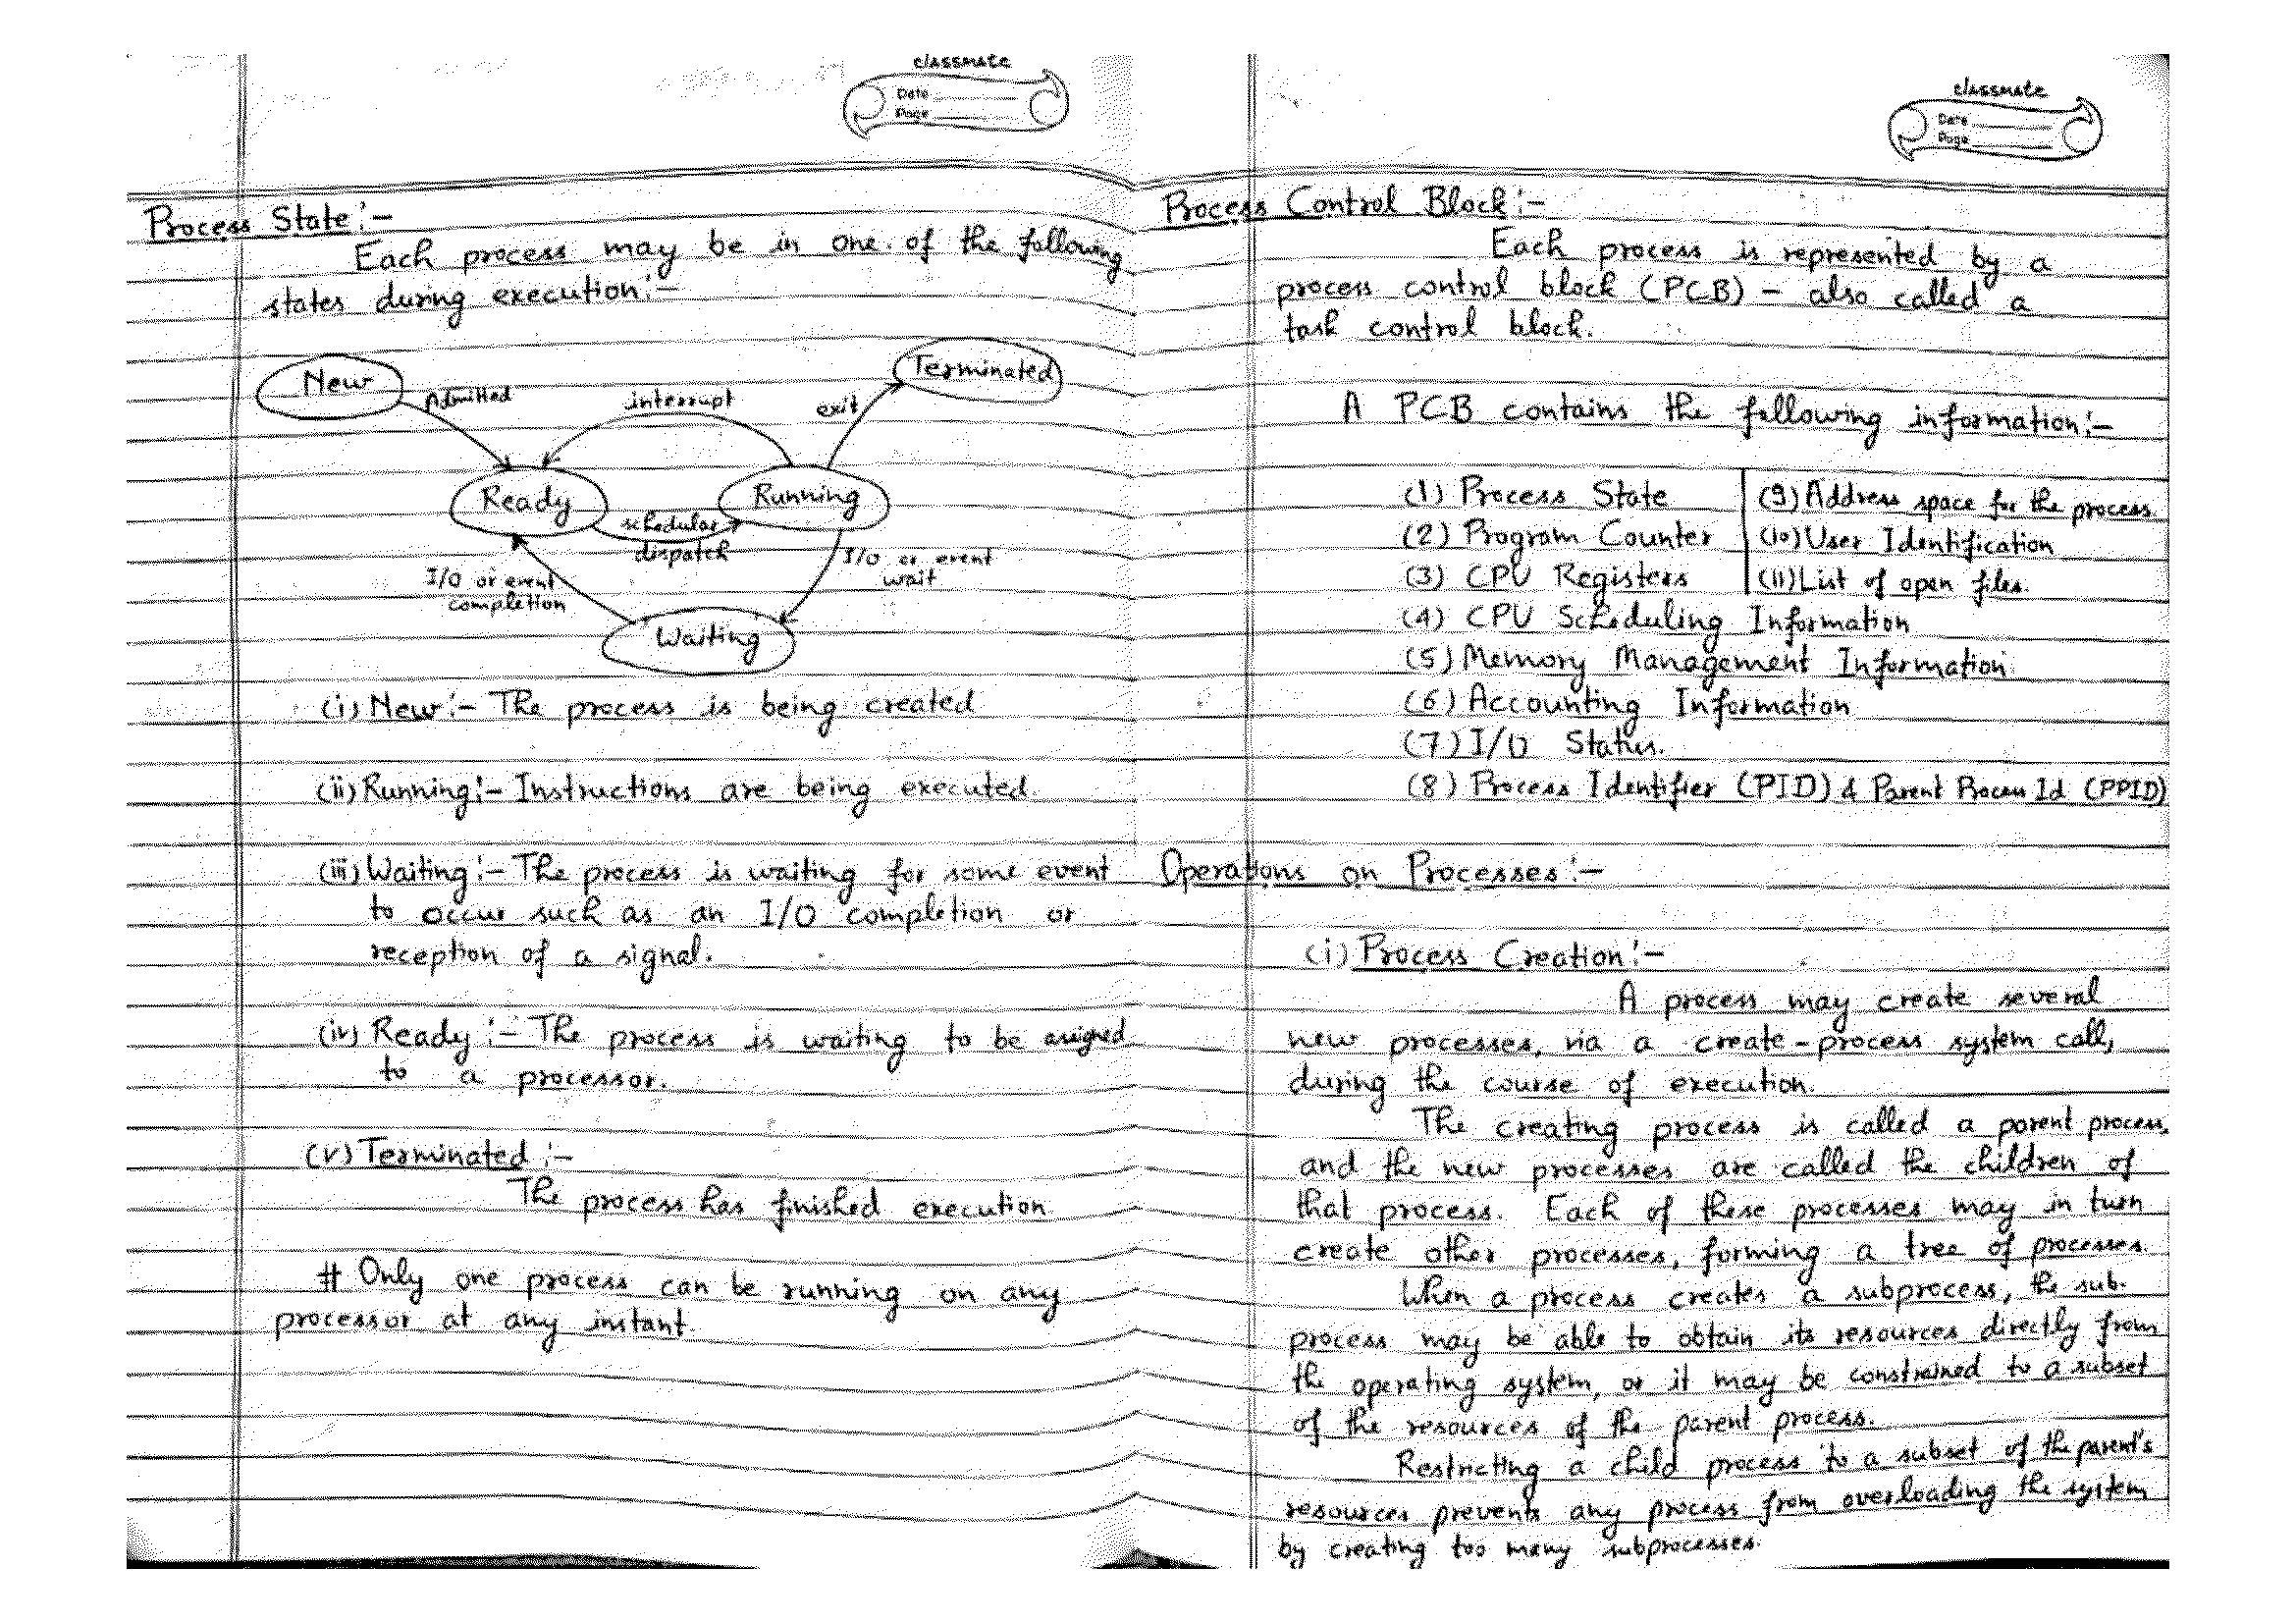 classmate
Date
Page
Process State:-
Each process may be in one of the following
states during execution:-
New
Admitted
interrupt
exit
Terminated
Ready
Running
schedular
dispatch
I/O or event
completion
I/O or event
wait
Waiting
(i) New:- The process is being created
(ii) Running:- Instructions are being executed.
(iii) Waiting:- The process is waiting for some event
to occur such as an I/O completion or
reception of a signal.
(iv) Ready:- The process is waiting to be assigned
to a processor.
(v) Terminated:-
The process has finished execution.
# Only one process can be running on any
processor at any instant.
classmate
Date
Page
Process Control Block:-
Each process is represented by a
process control block (PCB) - also called a
task control block.
A PCB contains the following information:-
(1) Process State
(2) Program Counter
(3) CPU Registers
(4) CPU Scheduling Information
(5) Memory Management Information
(6) Accounting Information
(7) I/O Status.
(8) Process Identifier (PID) & Parent Process Id (PPID)
(9) Address space for the process
(10) User Identification
(11) List of open files.
Operations on Processes:-
(i) Process Creation:-
A process may create several
new processes, via a create-process system call,
during the course of execution.
The creating process is called a parent process,
and the new processes are called the children of
that process. Each of these processes may in turn
create other processes, forming a tree of processes.
When a process creates a subprocess, the sub-
process may be able to obtain its resources directly from
the operating system, or it may be constrained to a subset
of the resources of the parent process.
Restricting a child process to a subset of the parent's
resources prevents any process from overloading the system
by creating too many subprocesses.